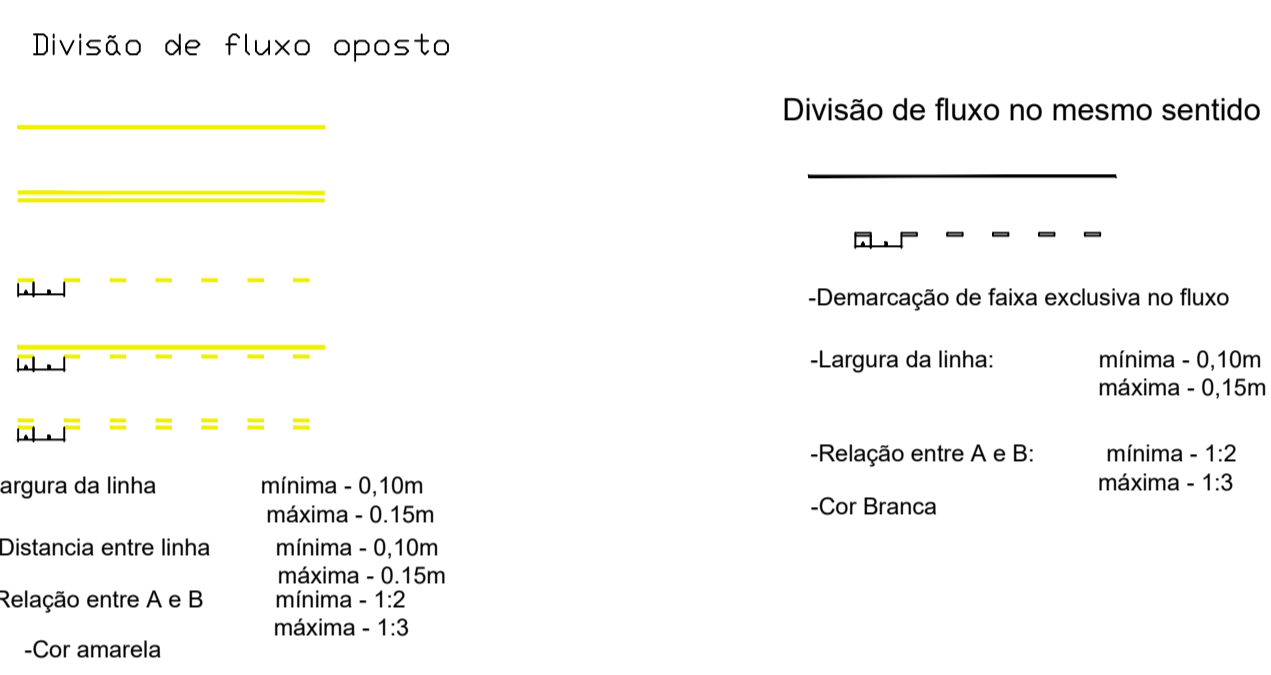 Divisão de fluxo oposto
argura da linha mínima - 0,10m
máxima - 0.15m
Distancia entre linha mínima - 0,10m
máxima - 0.15m
Relação entre A e B mínima - 1:2
máxima - 1:3
-Cor amarela
Divisão de fluxo no mesmo sentido
-Demarcação de faixa exclusiva no fluxo
-Largura da linha: mínima - 0,10m
máxima - 0,15m
-Relação entre A e B: mínima - 1:2
máxima - 1:3
-Cor Branca